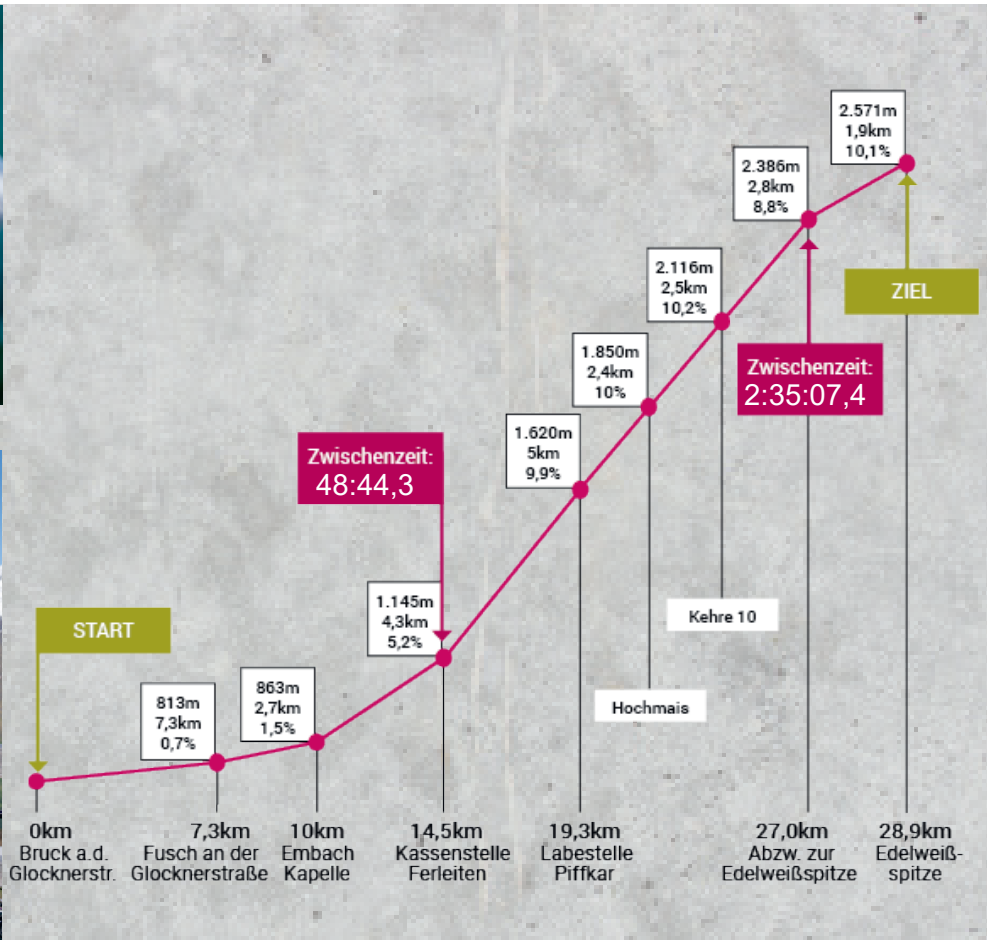 2.571m
1,9km
10,1%
2.386m
2,8km
8,8%
2.116m
2,5km
10,2%
ZIEL
1.850m
2,4km
10%
Zwischenzeit:
2:35:07,4
1.620m
5km
9,9%
Zwischenzeit:
48:44,3
1.145m
4,3km
5,2%
START
Kehre 10
863m
2,7km
1,5%
813m
7,3km
0,7%
Hochmais
0km
Bruck a.d.
Glocknerstr.
7,3km
Fusch an der
Glocknerstraße
10km
Embach
Kapelle
14,5km
Kassenstelle
Ferleiten
19,3km
Labestelle
Piffkar
27,0km
Abzw. zur
Edelweißspitze
28,9km
Edelweiß-
spitze